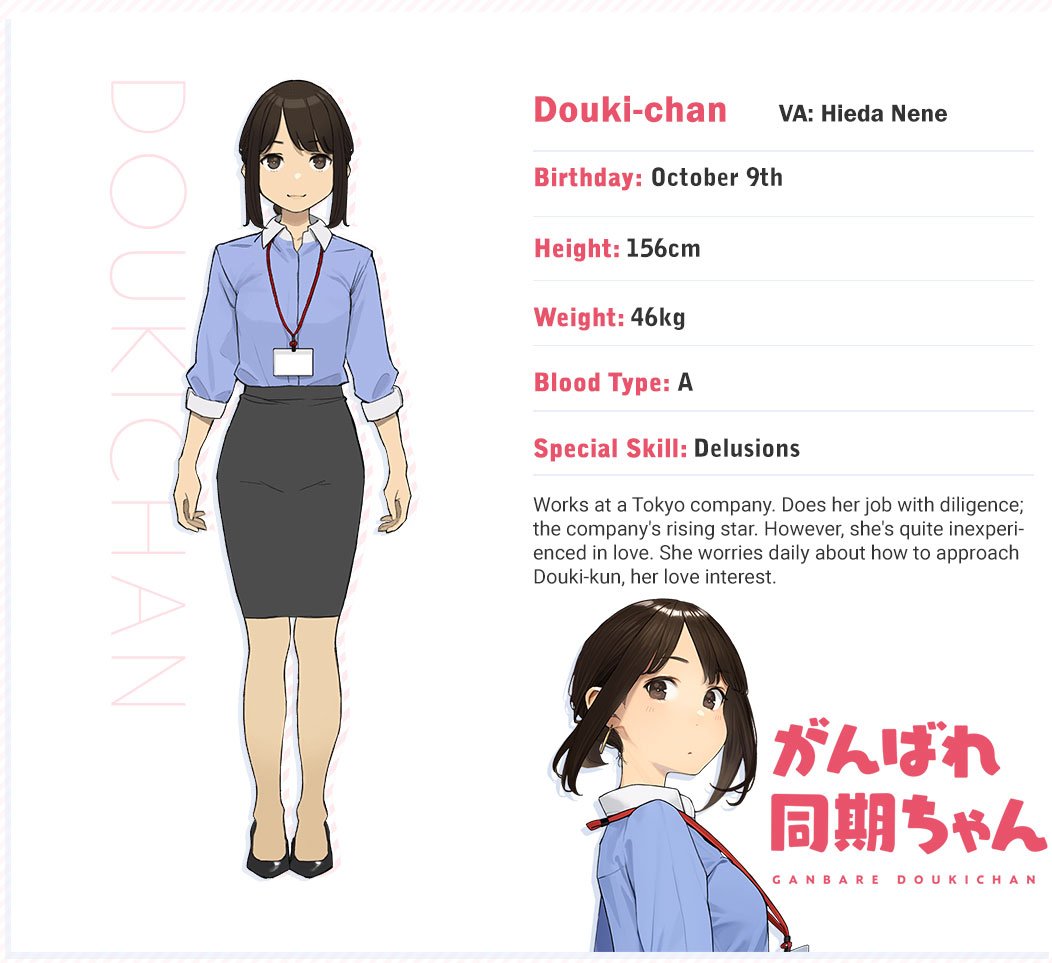 DOUKICHAN
Douki-chan VA: Hieda Nene
Birthday: October 9th
Height: 156cm
Weight: 46kg
Blood Type: A
Special Skill: Delusions
Works at a Tokyo company. Does her job with diligence;
the company's rising star. However, she's quite inexperi-
enced in love. She worries daily about how to approach
Douki-kun, her love interest.
がんばれ
同期ちゃん
GANBARE DOUKICHAN